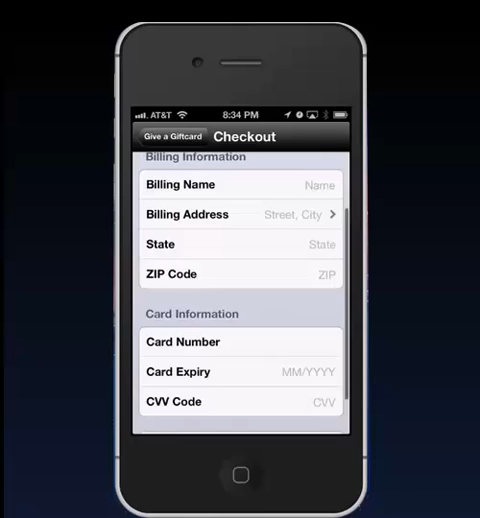 AT&T 8:34 PM
Give a Giftcard Checkout
Billing Information
Billing Name Name
Billing Address Street, City
State State
ZIP Code ZIP
Card Information
Card Number
Card Expiry MM/YYYY
CVV Code CVV